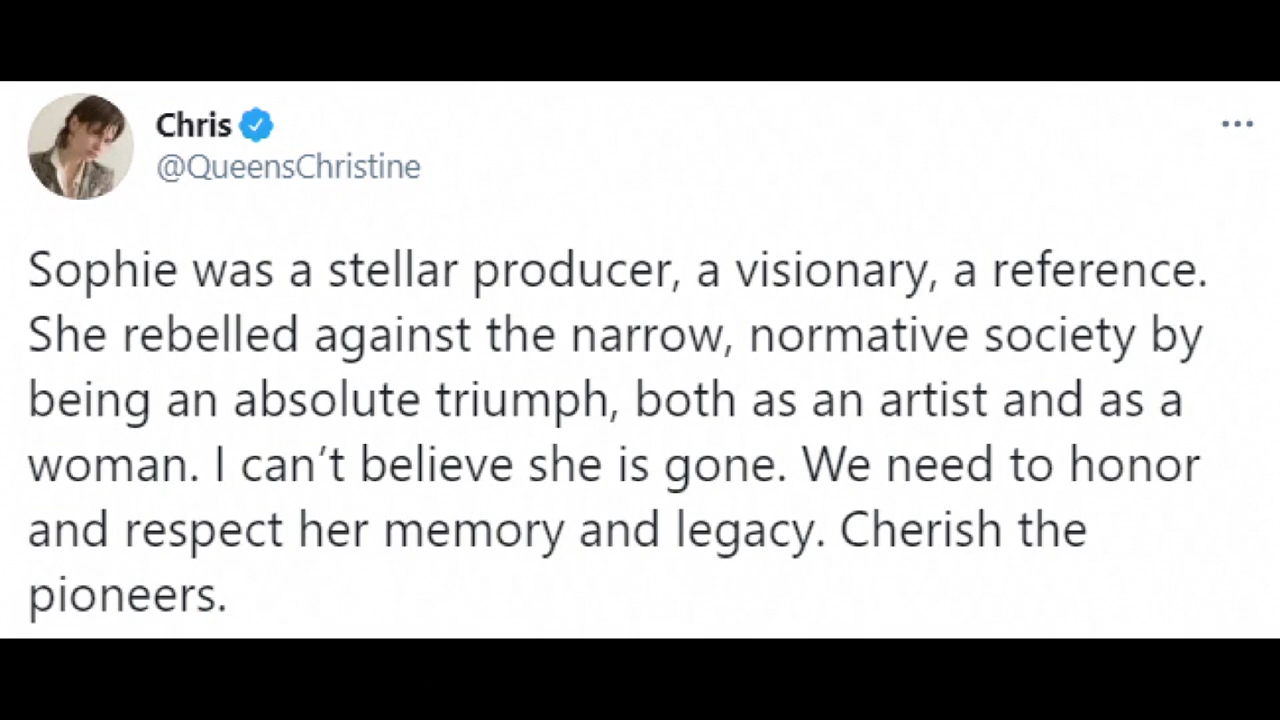 Chris
@QueensChristine
Sophie was a stellar producer, a visionary, a reference.
She rebelled against the narrow, normative society by
being an absolute triumph, both as an artist and as a
woman. I can’t believe she is gone. We need to honor
and respect her memory and legacy. Cherish the
pioneers.